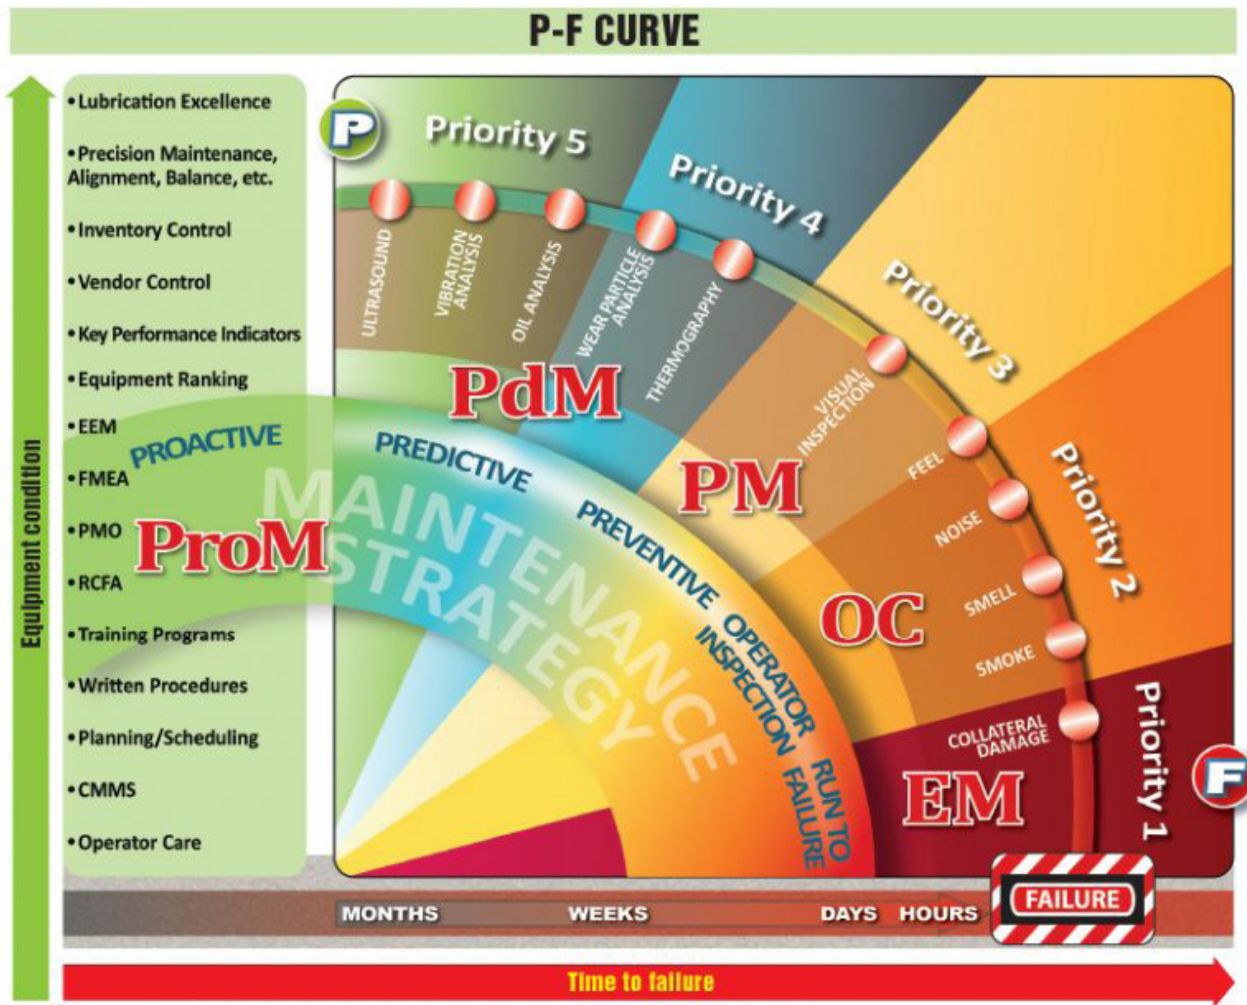 P-F CURVE
Equipment condition
• Lubrication Excellence
• Precision Maintenance,
Alignment, Balance, etc.
• Inventory Control
• Vendor Control
• Key Performance Indicators
• Equipment Ranking
• EEM
• FMEA
• PMO
• RCFA
• Training Programs
• Written Procedures
• Planning/Scheduling
• CMMS
• Operator Care
P
Priority 5
Priority 4
Priority 3
Priority 2
Priority 1
F
ULTRASOUND
VIBRATION
ANALYSIS
OIL ANALYSIS
WEAR PARTICLE
ANALYSIS
THERMOGRAPHY
VISUAL
INSPECTION
FEEL
NOISE
SMELL
SMOKE
COLLATERAL
DAMAGE
ProM
PdM
PM
OC
EM
PROACTIVE
PREDICTIVE
PREVENTIVE
OPERATOR
INSPECTION
RUN TO
FAILURE
MAINTENANCE
STRATEGY
MONTHS
WEEKS
DAYS
HOURS
FAILURE
Time to failure